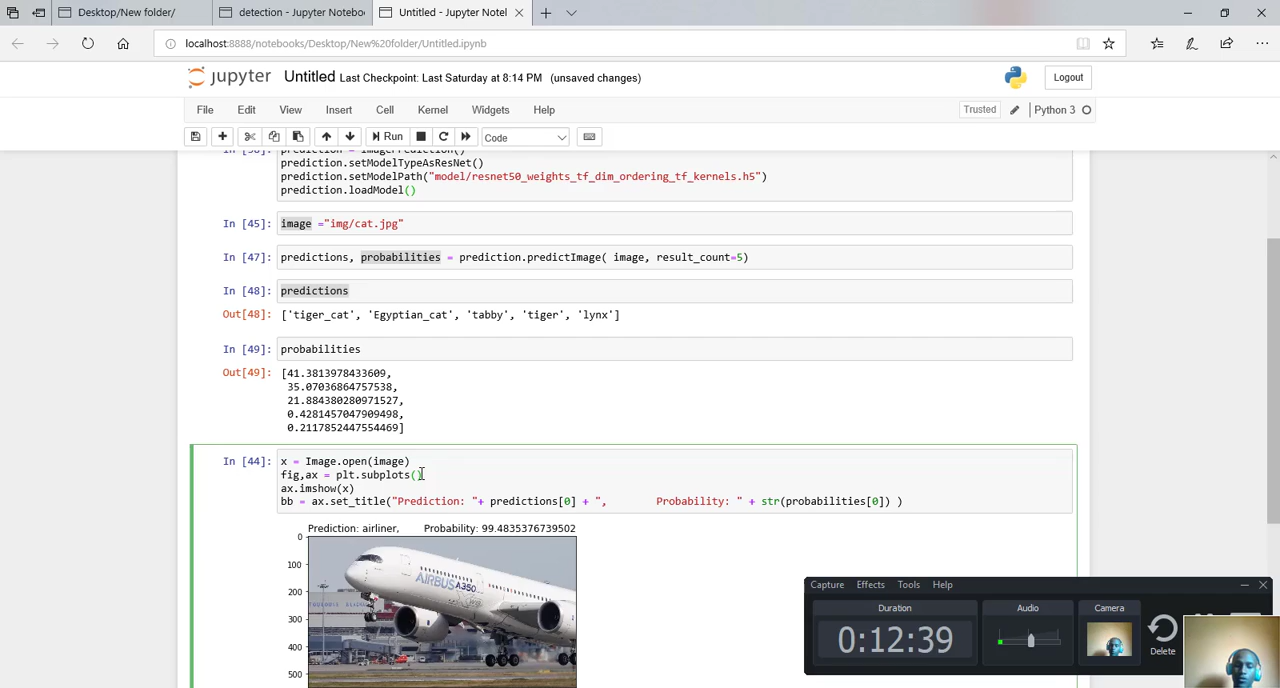 Desktop/New folder/
detection - Jupyter Notebo
Untitled - Jupyter Notel
localhost:8888/notebooks/Desktop/New%20folder/Untitled.ipynb
jupyter Untitled Last Checkpoint: Last Saturday at 8:14 PM (unsaved changes)
Logout
File Edit View Insert Cell Kernel Widgets Help
Trusted
Python 3
Run
Code
prediction.setModelTypeAsResNet()
prediction.setModelPath("model/resnet50_weights_tf_dim_ordering_tf_kernels.h5")
prediction.loadModel()
In [45]: image ="img/cat.jpg"
In [47]: predictions, probabilities = prediction.predictImage( image, result_count=5)
In [48]: predictions
Out[48]: ['tiger_cat', 'Egyptian_cat', 'tabby', 'tiger', 'lynx']
In [49]: probabilities
Out[49]: [41.3813978433609,
35.07036864757538,
21.884380280971527,
0.4281457047909498,
0.2117852447554469]
In [44]: x = Image.open(image)
fig,ax = plt.subplots()
ax.imshow(x)
bb = ax.set_title("Prediction: "+ predictions[0] + ", Probability: " + str(probabilities[0]) )
Prediction: airliner, Probability: 99.4835376739502
0
100
200
300
400
500
AIRBUS A350
Capture Effects Tools Help
Duration
0:12:39
Audio
Camera
Delete